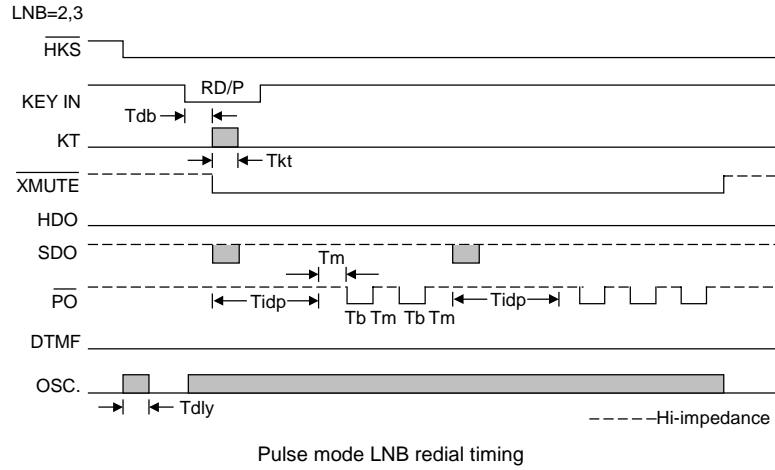 LNB=2,3
HKS
KEY IN
RD/P
Tdb
KT
Tkt
XMUTE
HDO
SDO
Tm
PO
Tidp
Tidp
Tb Tm Tb Tm
DTMF
OSC.
Tdly
Hi-impedance
Pulse mode LNB redial timing